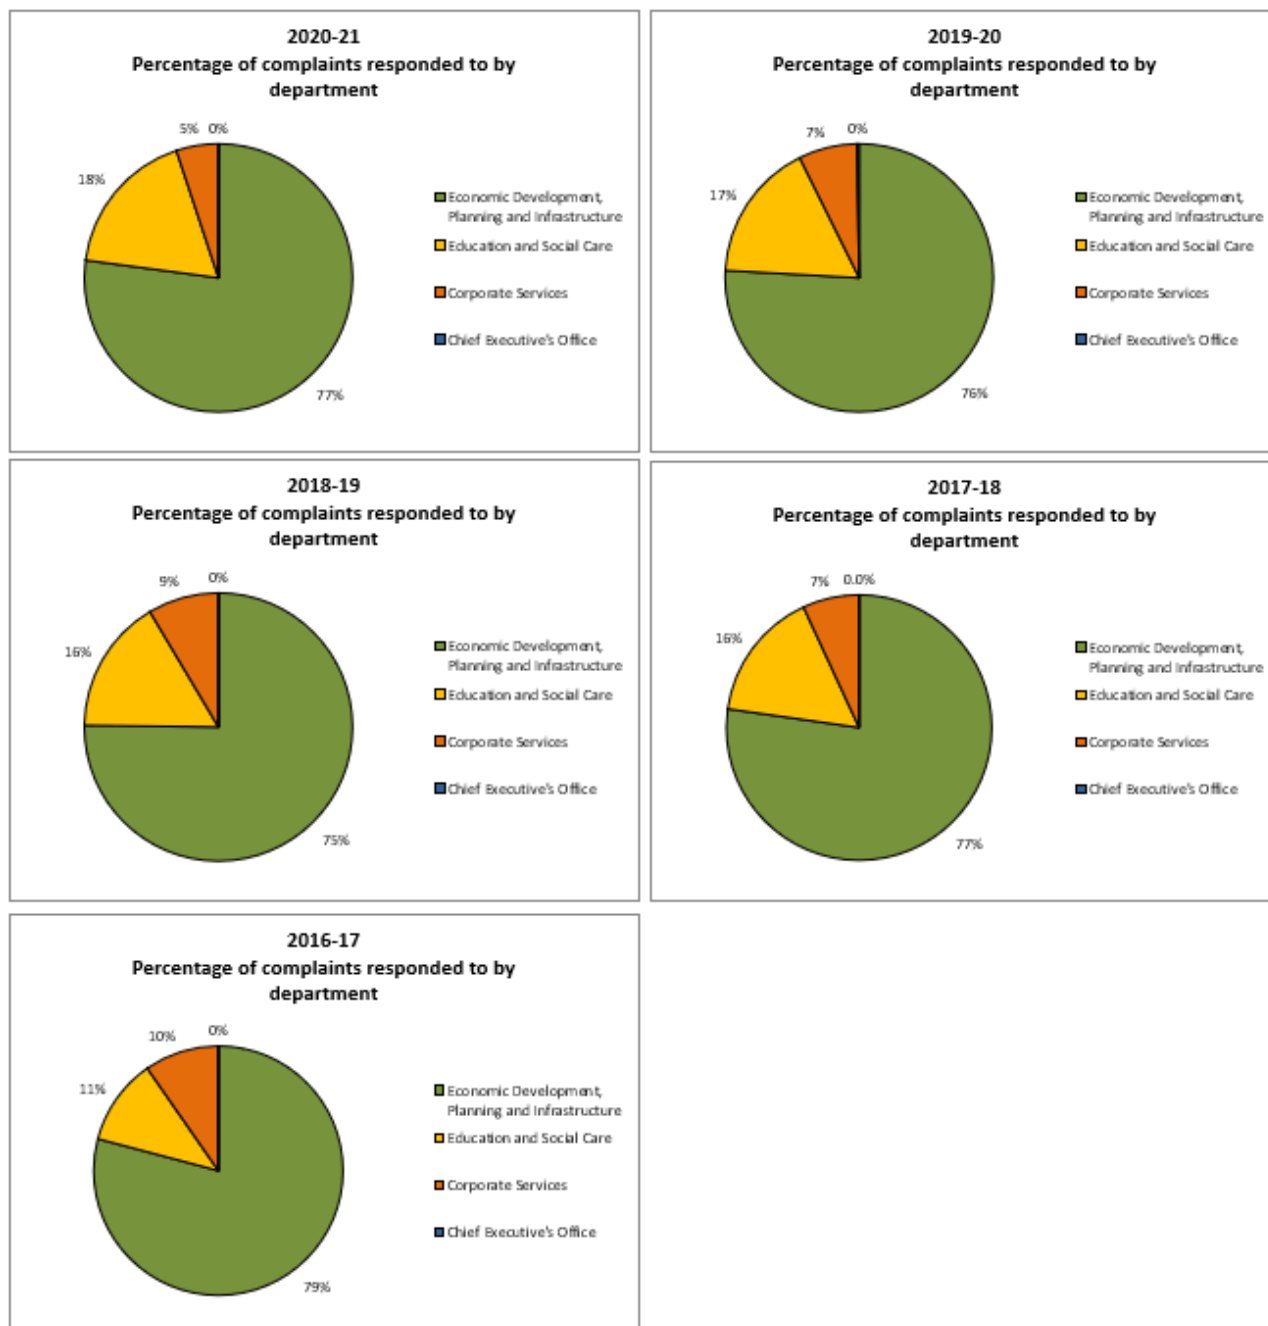 2020-21
Percentage of complaints responded to by
department
5% 0%
18%
77%
Economic Development,
Planning and Infrastructure
Education and Social Care
Corporate Services
Chief Executive's Office
2019-20
Percentage of complaints responded to by
department
7% 0%
17%
76%
Economic Development,
Planning and Infrastructure
Education and Social Care
Corporate Services
Chief Executive's Office
2018-19
Percentage of complaints responded to by
department
9% 0%
16%
75%
Economic Development,
Planning and Infrastructure
Education and Social Care
Corporate Services
Chief Executive's Office
2017-18
Percentage of complaints responded to by
department
7% 0.0%
16%
77%
Economic Development,
Planning and Infrastructure
Education and Social Care
Corporate Services
Chief Executive's Office
2016-17
Percentage of complaints responded to by
department
10% 0%
11%
79%
Economic Development,
Planning and Infrastructure
Education and Social Care
Corporate Services
Chief Executive's Office